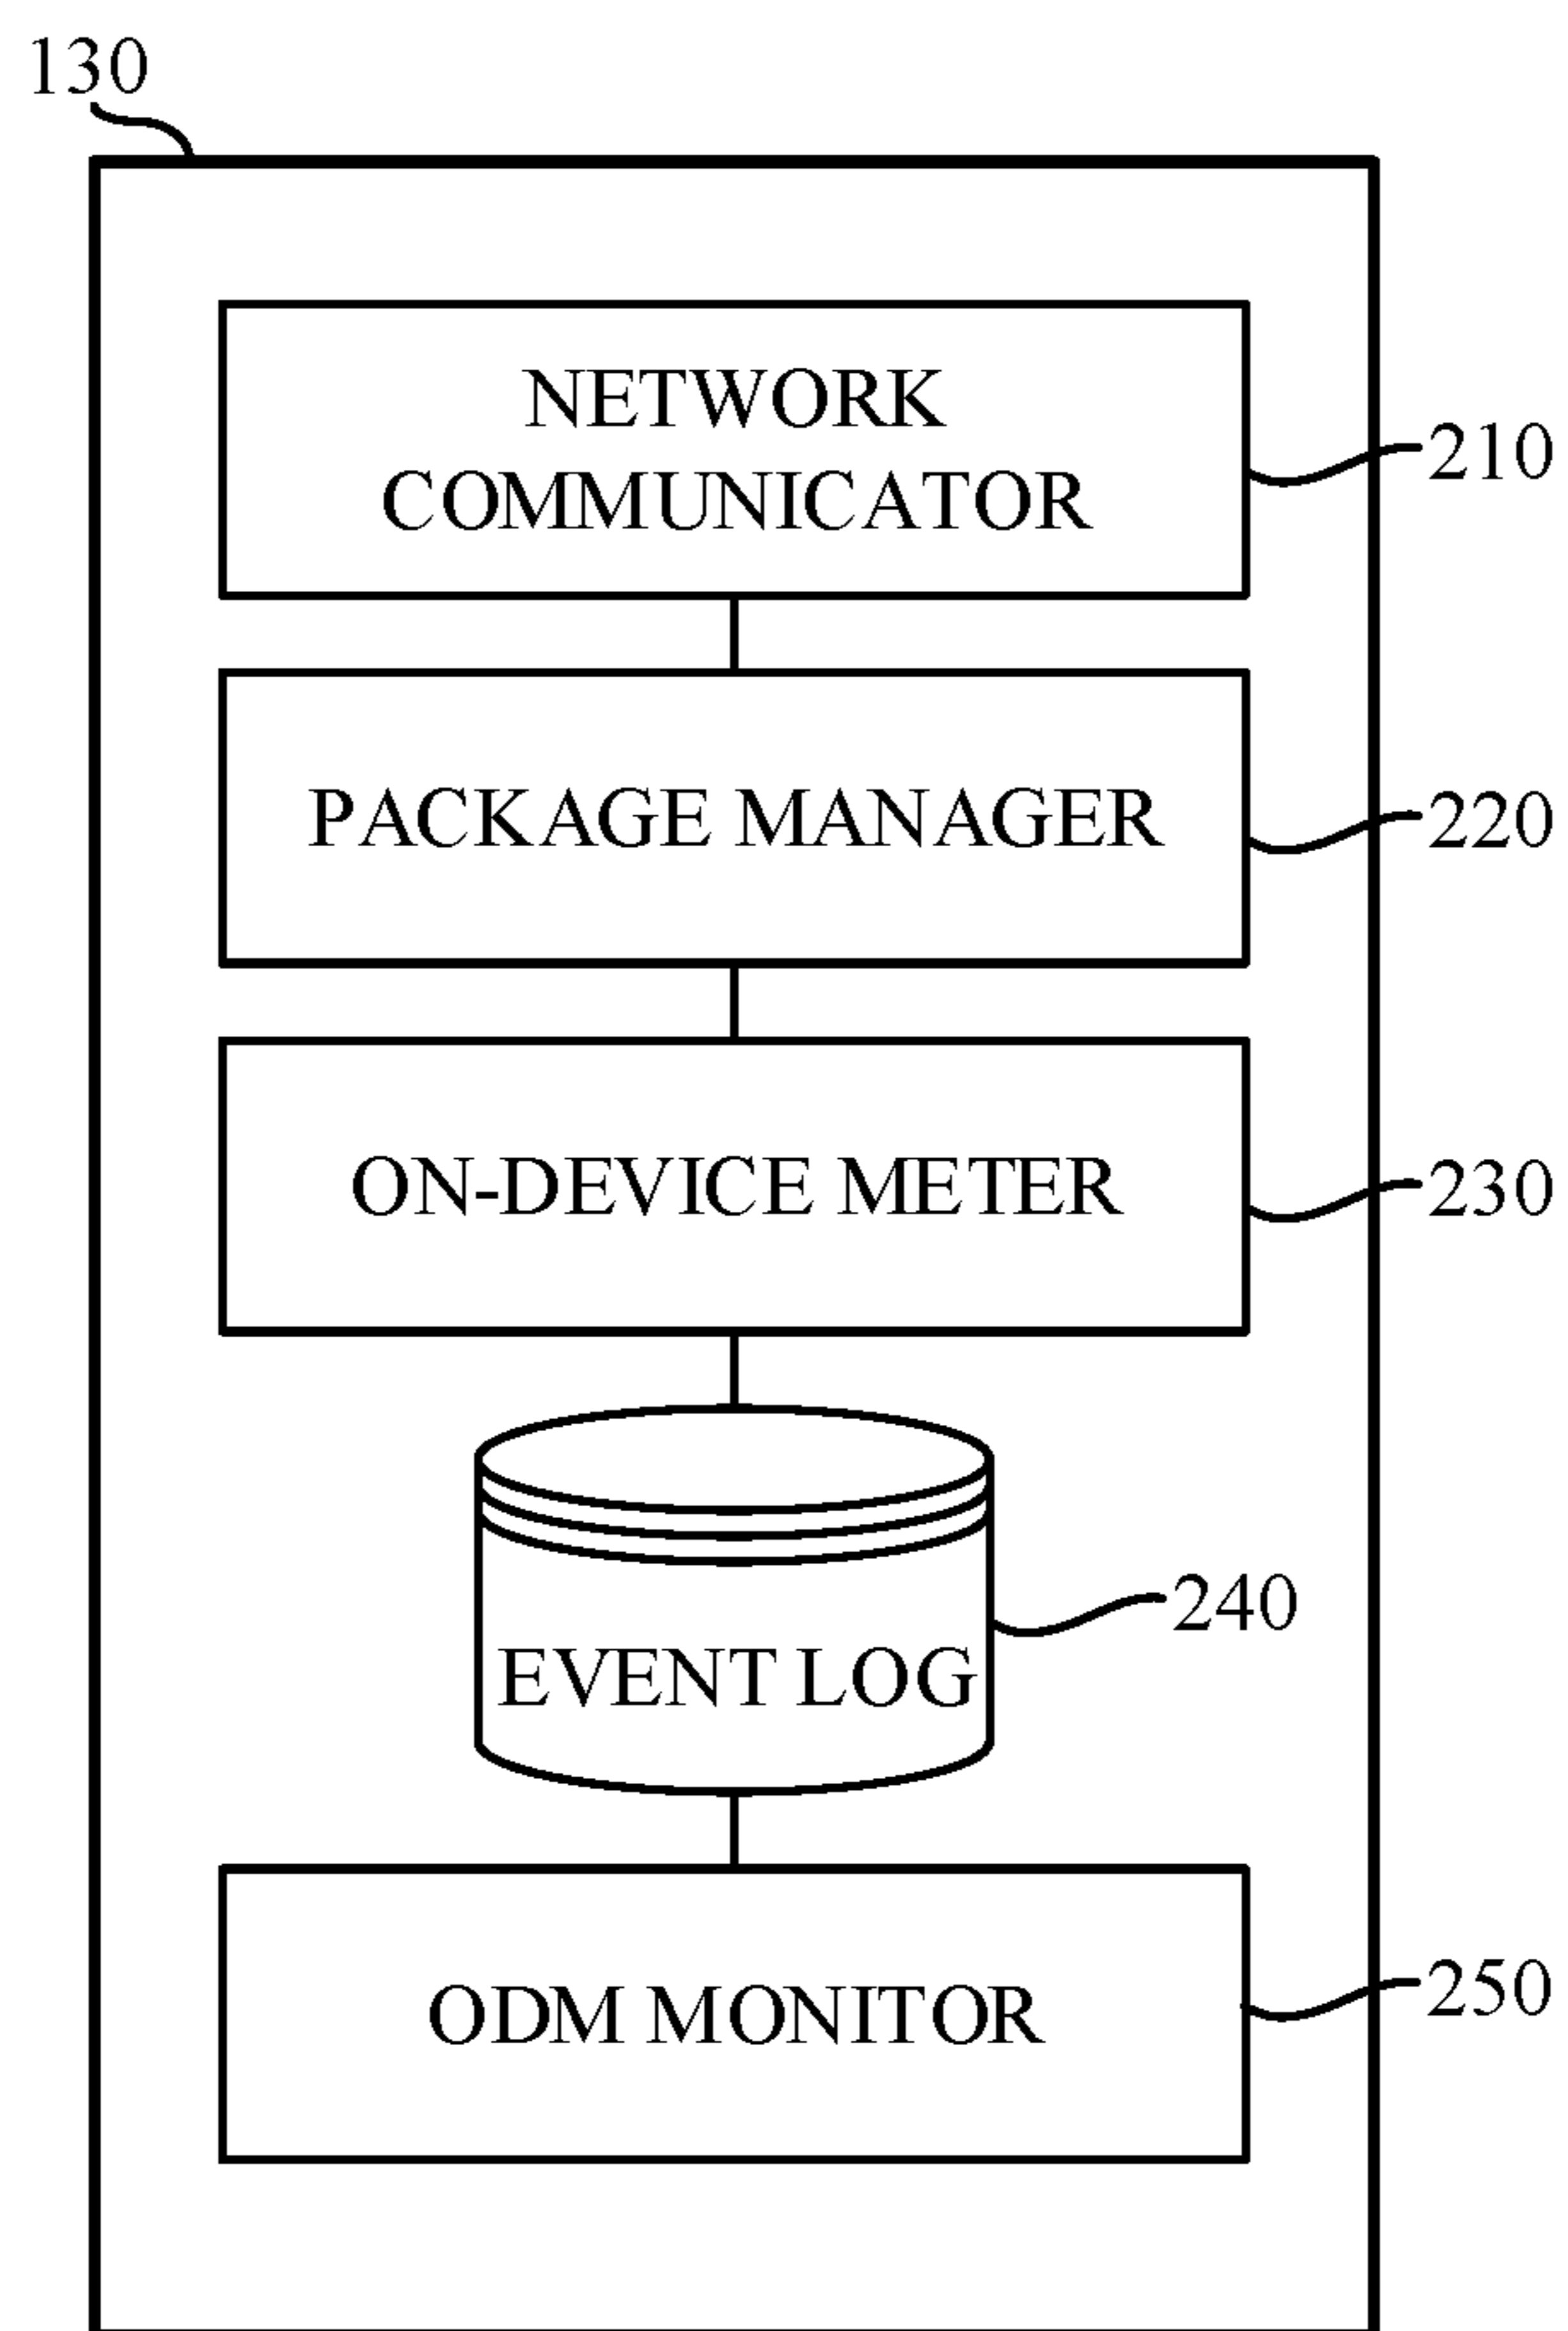 130
NETWORK
COMMUNICATOR
210
PACKAGE MANAGER
220
ON-DEVICE METER
230
EVENT LOG
240
ODM MONITOR
250